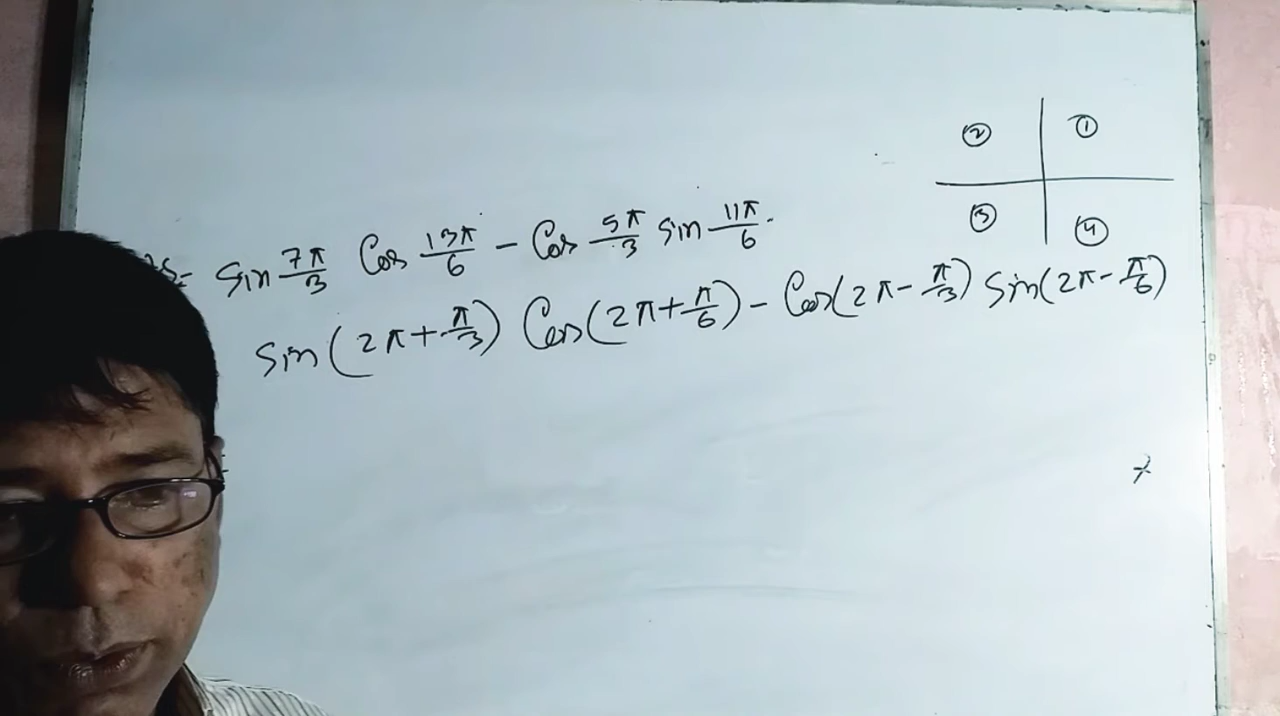 ② ①
③ ④
S= Sin 7π/3 Cos 13π/6 - Cos 5π/3 Sin 11π/6.
Sin(2π+π/3) Cos(2π+π/6) - Cos(2π-π/3) Sin(2π-π/6)